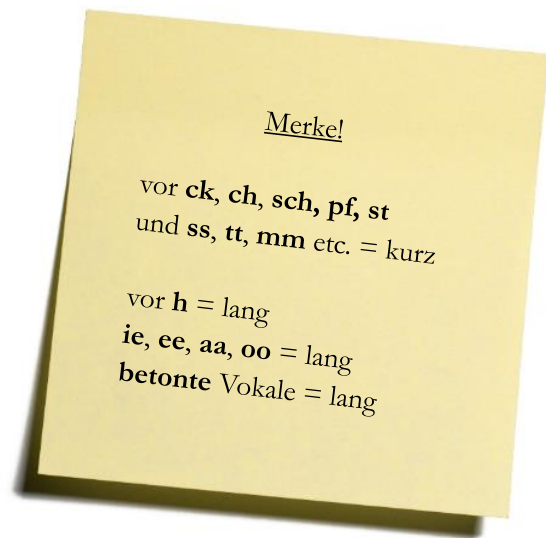 Merke!
vor ck, ch, sch, pf, st
und ss, tt, mm etc. = kurz
vor h = lang
ie, ee, aa, oo = lang
betonte Vokale = lang